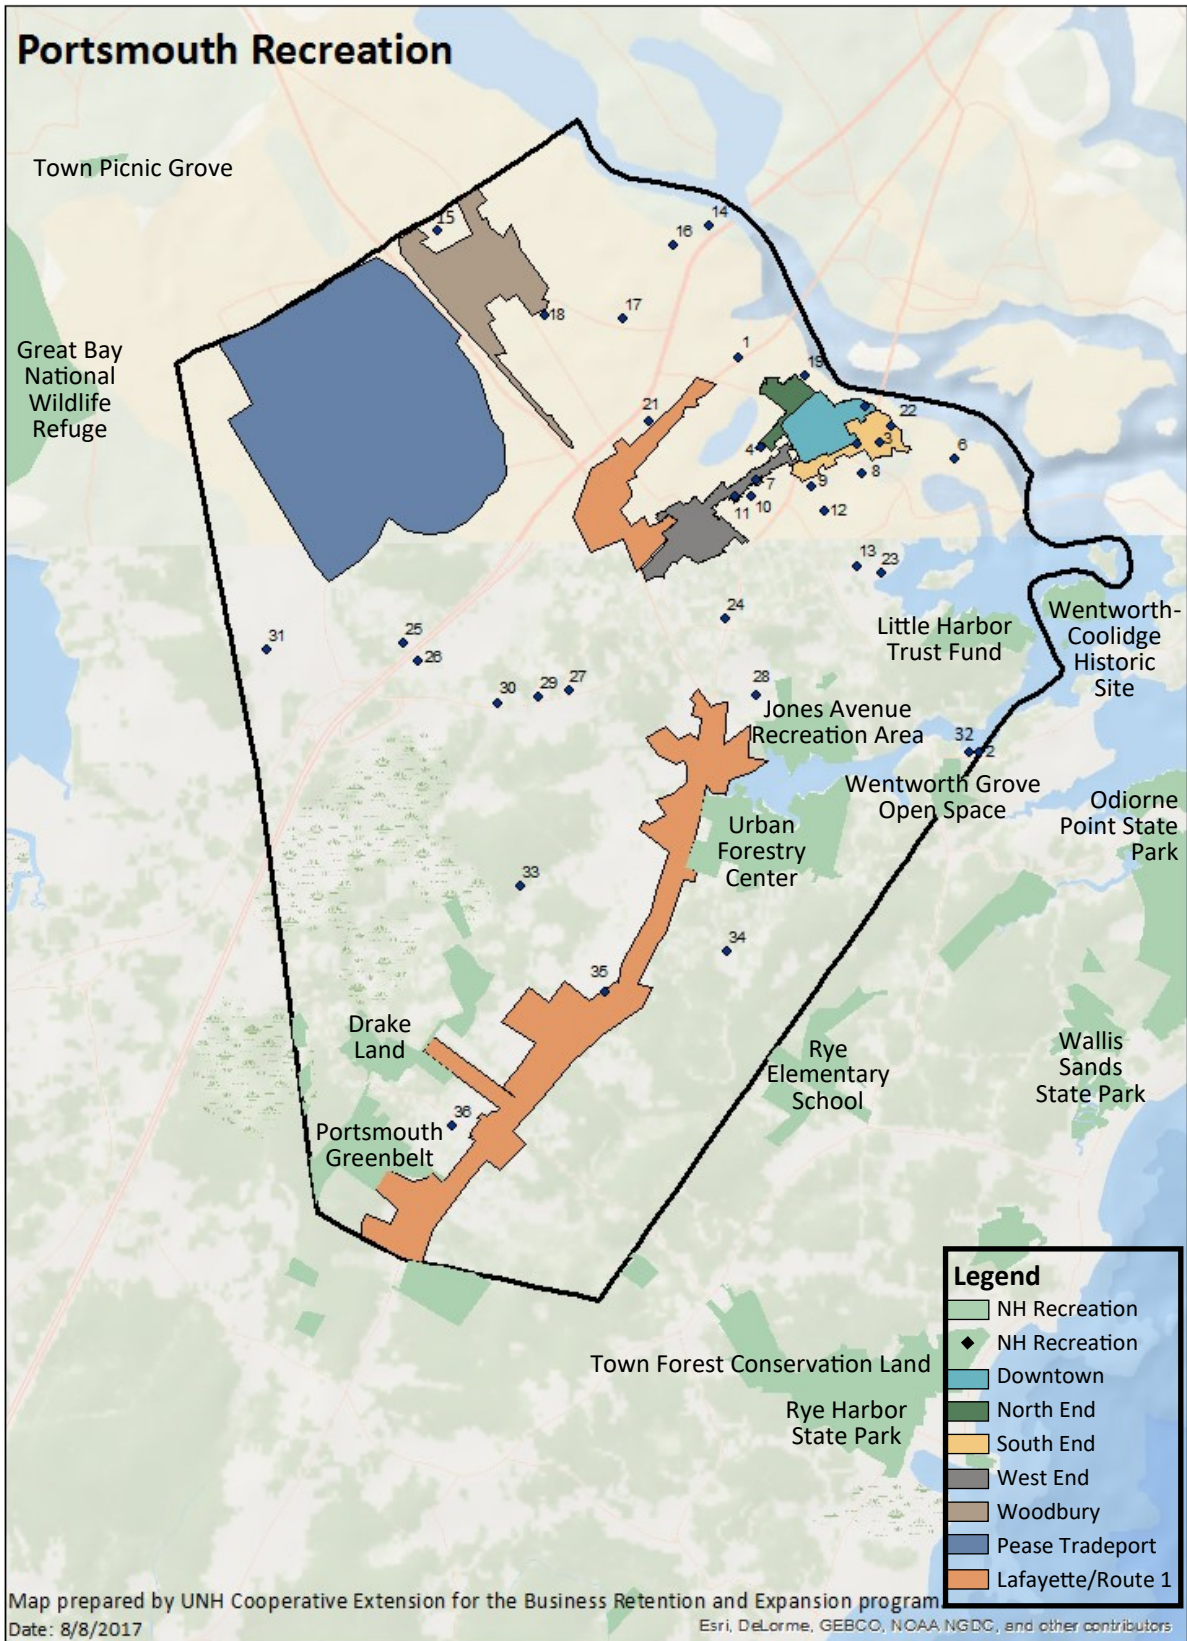 Portsmouth Recreation
Town Picnic Grove
15
14
16
18
17
Great Bay
National
Wildlife
Refuge
1
19
21
22
4
3
6
7
8
9
11
10
12
13
23
24
Little Harbor
Trust Fund
Wentworth-
Coolidge
Historic
Site
31
25
26
30
29
27
28
Jones Avenue
Recreation Area
32
2
Wentworth Grove
Open Space
Odiorne
Point State
Park
Urban
Forestry
Center
33
34
35
Drake
Land
Rye
Elementary
School
Wallis
Sands
State Park
36
Portsmouth
Greenbelt
Town Forest Conservation Land
Rye Harbor
State Park
Legend
NH Recreation
NH Recreation
Downtown
North End
South End
West End
Woodbury
Pease Tradeport
Lafayette/Route 1
Map prepared by UNH Cooperative Extension for the Business Retention and Expansion program.
Date: 8/8/2017
Esri, DeLorme, GEBCO, NOAA NGDC, and other contributors